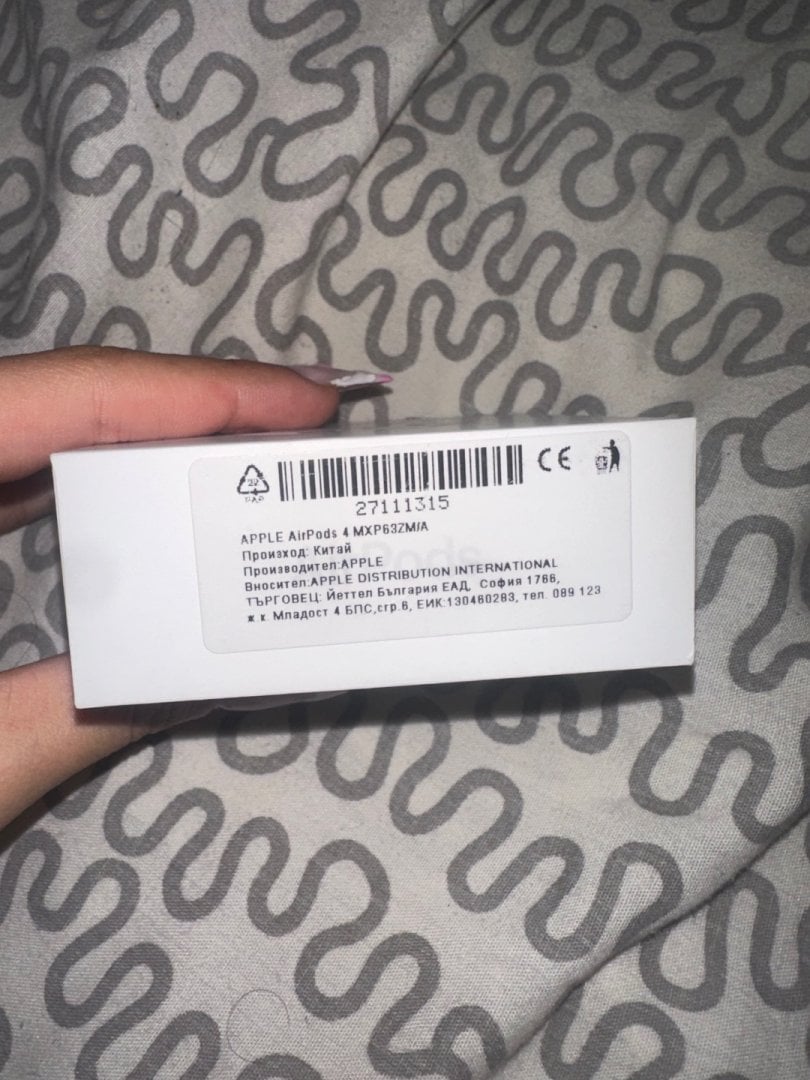 22
PAP
CE
27111315
APPLE AirPods 4 MXP63ZM/A
Произход: Китай
Производител:APPLE
Вносител:APPLE DISTRIBUTION INTERNATIONAL
ТЪРГОВЕЦ: Йеттел България ЕАД, София 1766,
ж.к. Младост 4 БПС,сгр.6, ЕИК:130460283, тел. 089 123